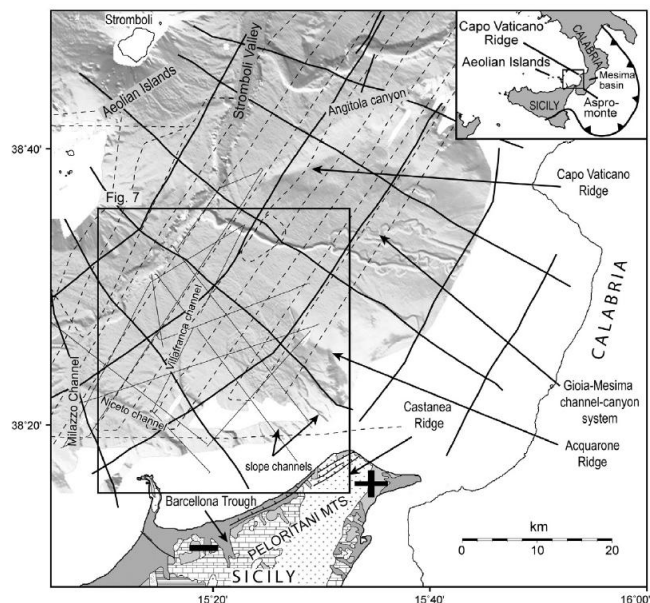 Stromboli
Aeolian Islands
Stromboli Valley
Angitola canyon
Capo Vaticano
Ridge
Aeolian Islands
CALABRIA
Mesima
basin
Aspro-
monte
SICILY
38°40'
Fig. 7
Capo Vaticano
Ridge
CALABRIA
Villafranca channel
Milazzo Channel
Niceto channel
38°20'
slope channels
Castanea
Ridge
Gioia-Mesima
channel-canyon
system
Acquarone
Ridge
Barcellona Trough
+
PELORITANI MTS.
−
SICILY
km
0 10 20
15°20'
15°40'
16°00'